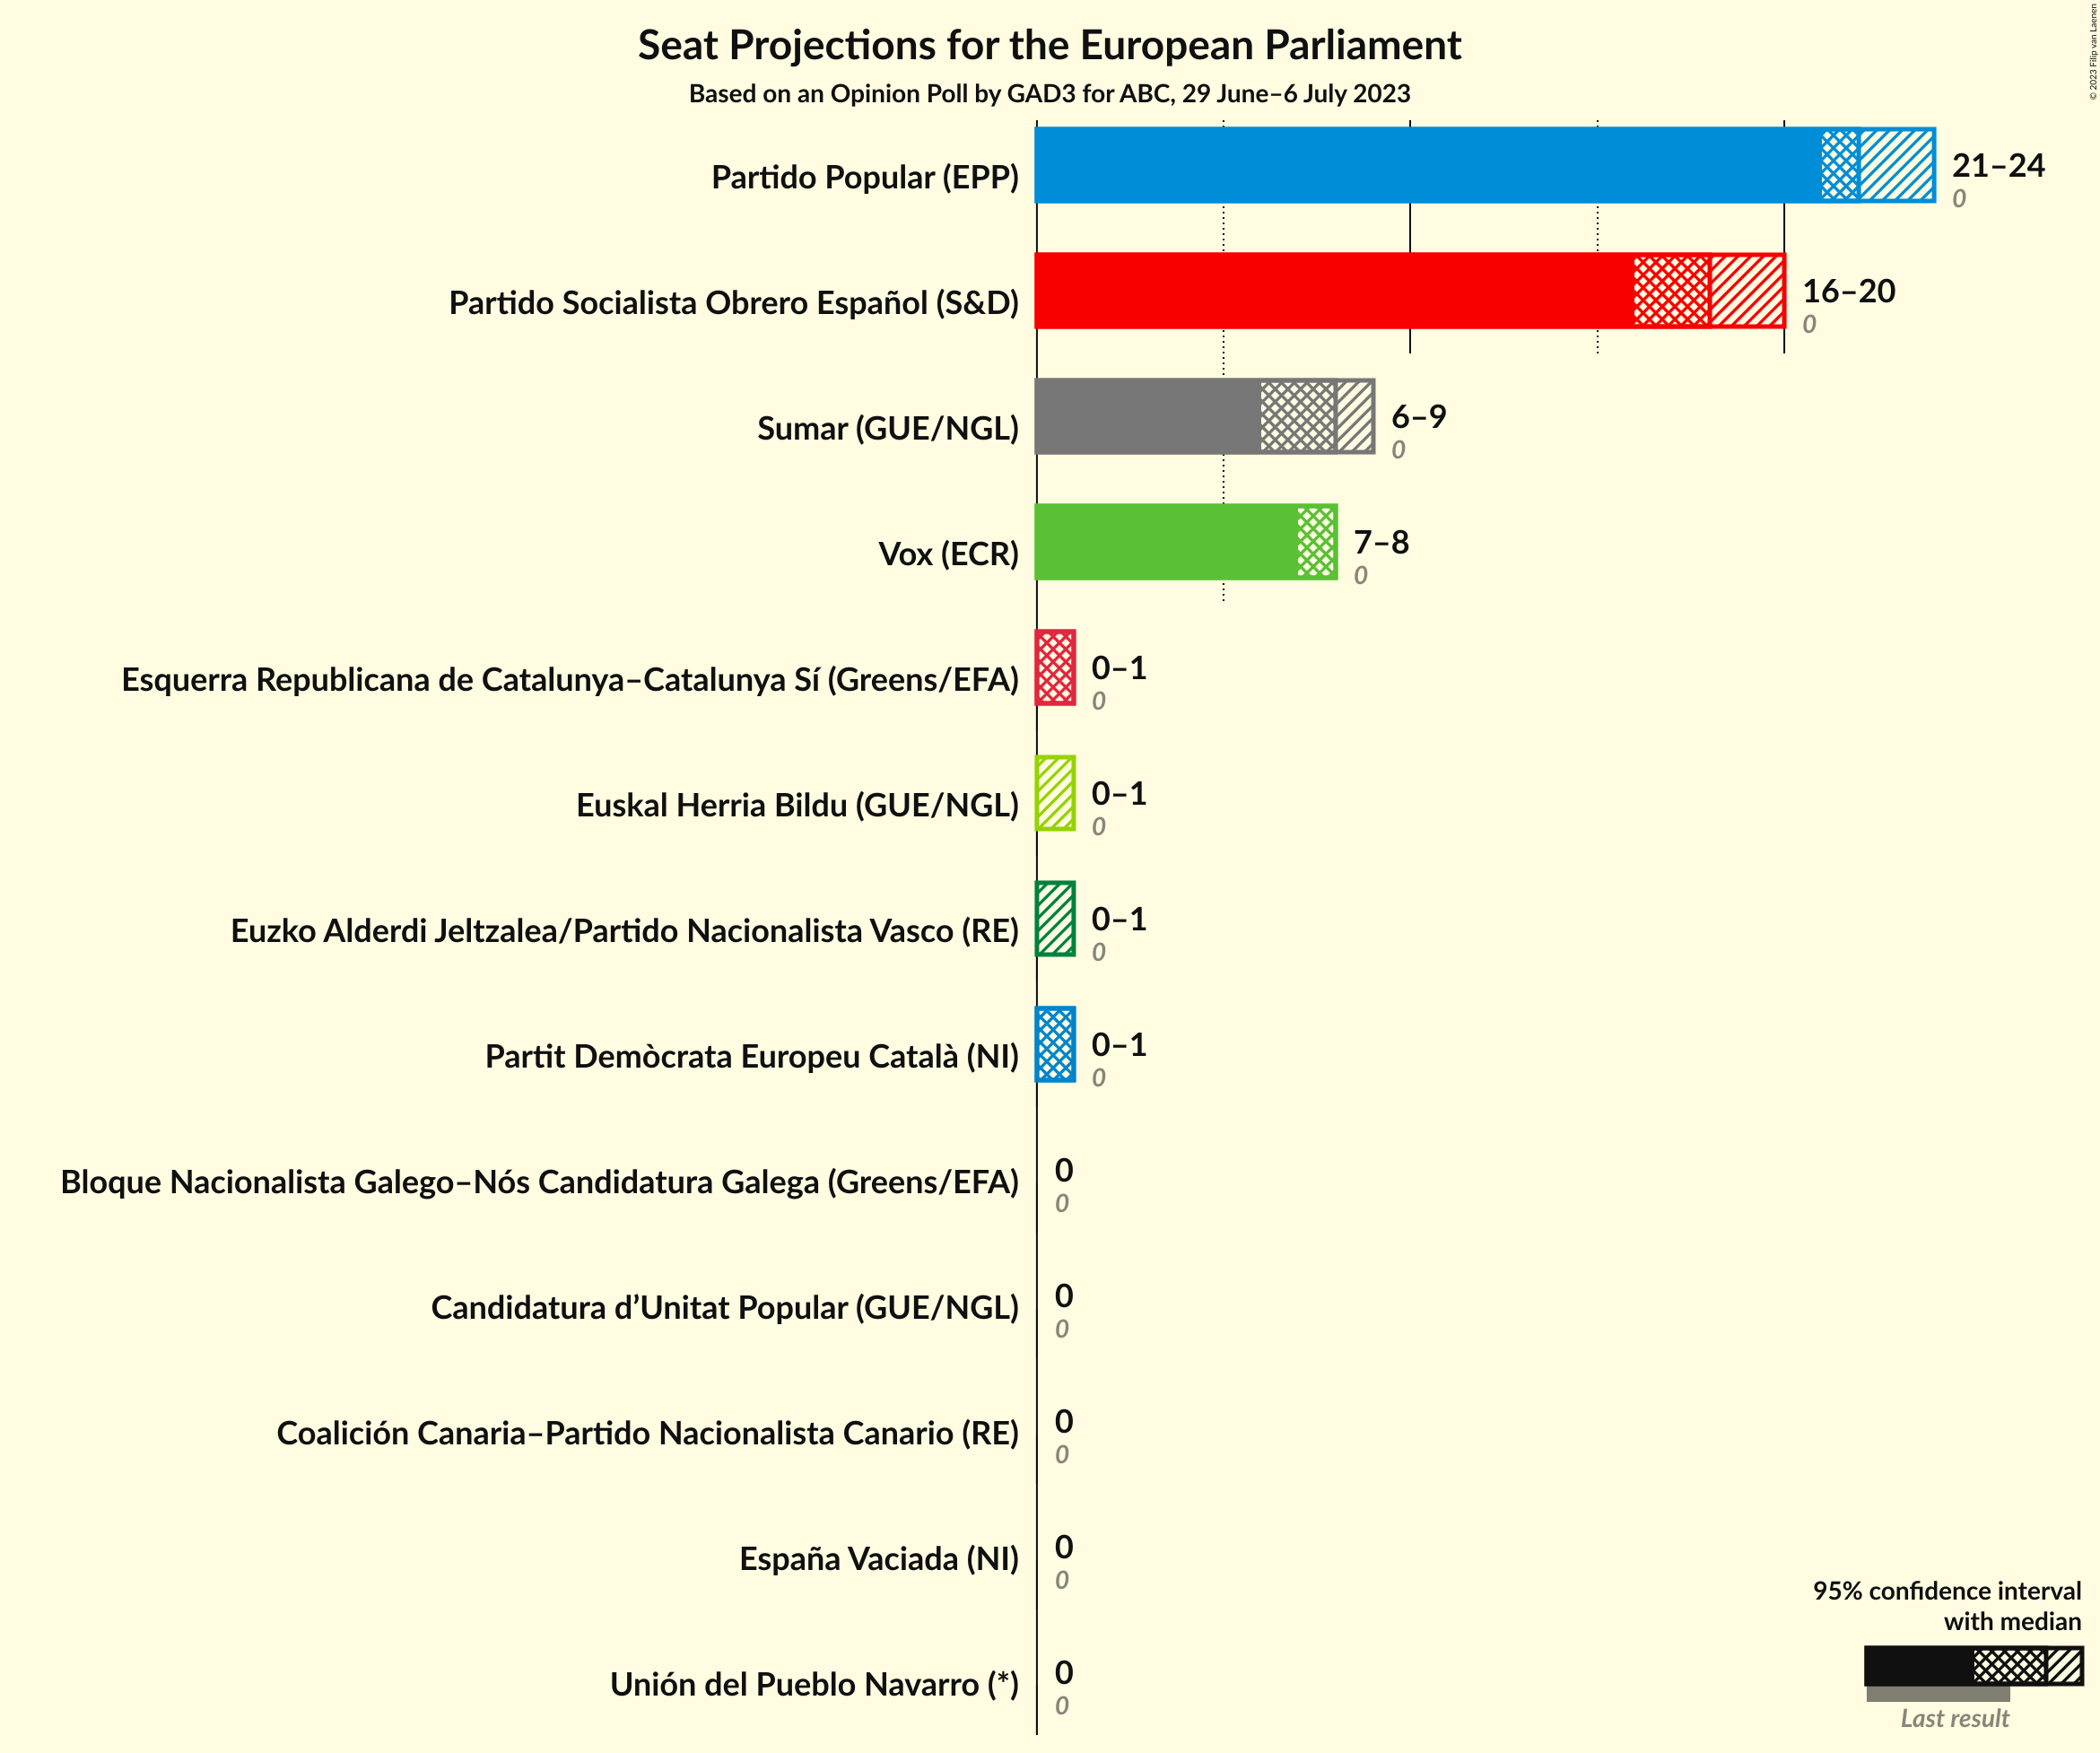 Seat Projections for the European Parliament
Based on an Opinion Poll by GAD3 for ABC, 29 June–6 July 2023
© 2023 Filip van Laenen
Partido Popular (EPP)
21–24
0
Partido Socialista Obrero Español (S&D)
16–20
0
Sumar (GUE/NGL)
6–9
0
Vox (ECR)
7–8
0
Esquerra Republicana de Catalunya–Catalunya Sí (Greens/EFA)
0–1
0
Euskal Herria Bildu (GUE/NGL)
0–1
0
Euzko Alderdi Jeltzalea/Partido Nacionalista Vasco (RE)
0–1
0
Partit Demòcrata Europeu Català (NI)
0–1
0
Bloque Nacionalista Galego–Nós Candidatura Galega (Greens/EFA)
0
0
Candidatura d’Unitat Popular (GUE/NGL)
0
0
Coalición Canaria–Partido Nacionalista Canario (RE)
0
0
España Vaciada (NI)
0
0
Unión del Pueblo Navarro (*)
0
0
95% confidence interval
with median
Last result